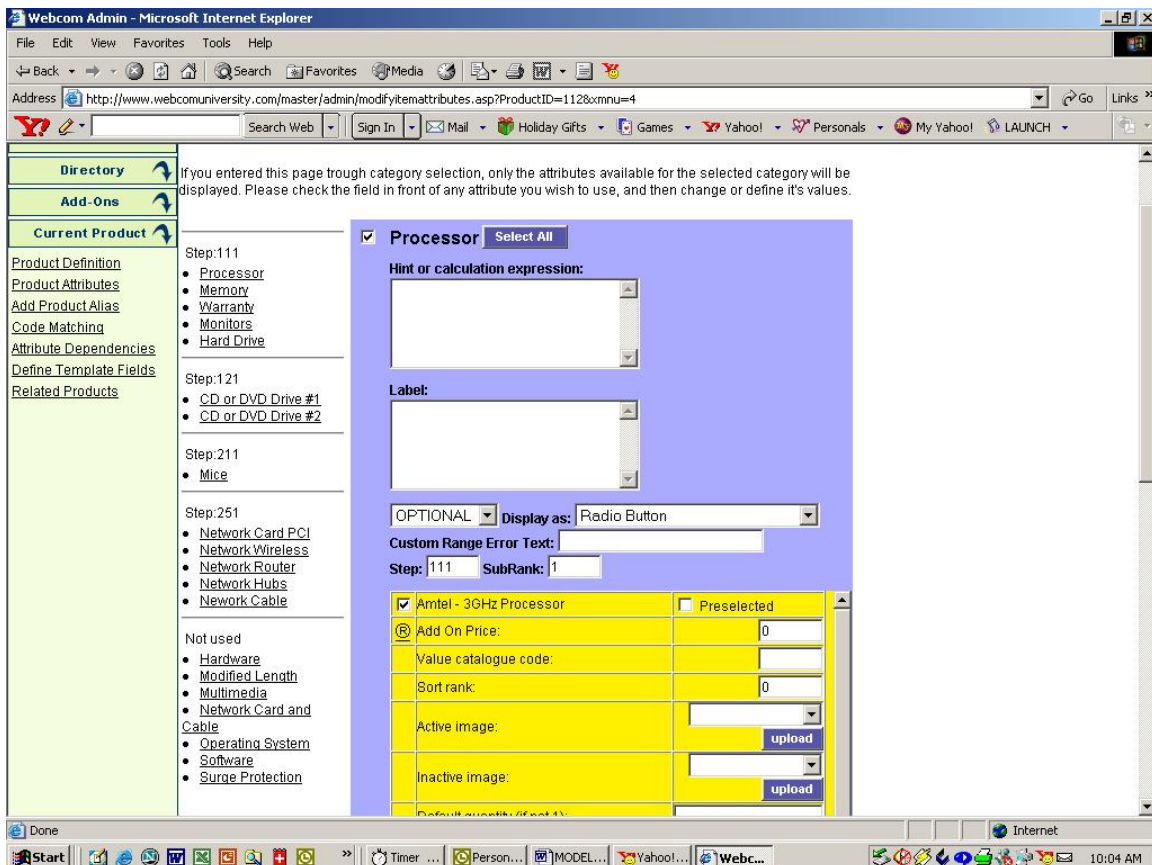 Webcom Admin - Microsoft Internet Explorer
File Edit View Favorites Tools Help
Back Search Favorites Media
Address http://www.webcomuniversity.com/master/admin/modifyitemattributes.asp?ProductID=112&xmnu=4 Go Links »
Y! Search Web Sign In Mail Holiday Gifts Games Yahoo! Personals My Yahoo! LAUNCH
Directory
Add-Ons
Current Product
Product Definition
Product Attributes
Add Product Alias
Code Matching
Attribute Dependencies
Define Template Fields
Related Products
If you entered this page trough category selection, only the attributes available for the selected category will be
displayed. Please check the field in front of any attribute you wish to use, and then change or define it's values.
Step:111
• Processor
• Memory
• Warranty
• Monitors
• Hard Drive
Step:121
• CD or DVD Drive #1
• CD or DVD Drive #2
Step:211
• Mice
Step:251
• Network Card PCI
• Network Wireless
• Network Router
• Network Hubs
• Nework Cable
Not used
• Hardware
• Modified Length
• Multimedia
• Network Card and
Cable
• Operating System
• Software
• Surge Protection
Processor Select All
Hint or calculation expression:
Label:
OPTIONAL Display as: Radio Button
Custom Range Error Text:
Step: 111 SubRank: 1
Amtel - 3GHz Processor Preselected
® Add On Price: 0
Value catalogue code:
Sort rank: 0
Active image:
upload
Inactive image:
upload
Default quantity (if not 1):
Done Internet
Start » Timer ... Person... MODEL... Yahoo!... Webc... 10:04 AM